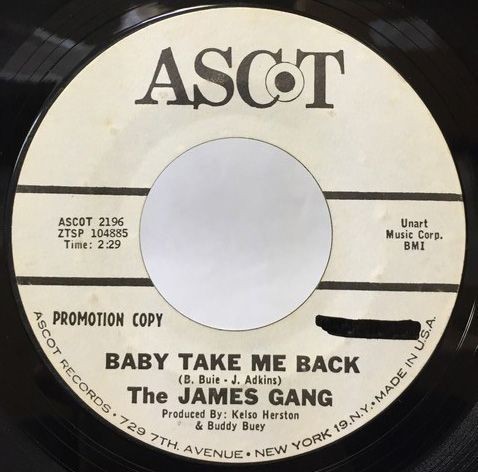 ASCOT
ASCOT 2196
ZTSP 104885
Time: 2:29
Unart
Music Corp.
BMI
PROMOTION COPY
BABY TAKE ME BACK
(B. Buie - J. Adkins)
The JAMES GANG
Produced By: Kelso Herston
& Buddy Buey
ASCOT RECORDS • 729 7TH. AVENUE • NEW YORK 19, N.Y. • MADE IN U.S.A.